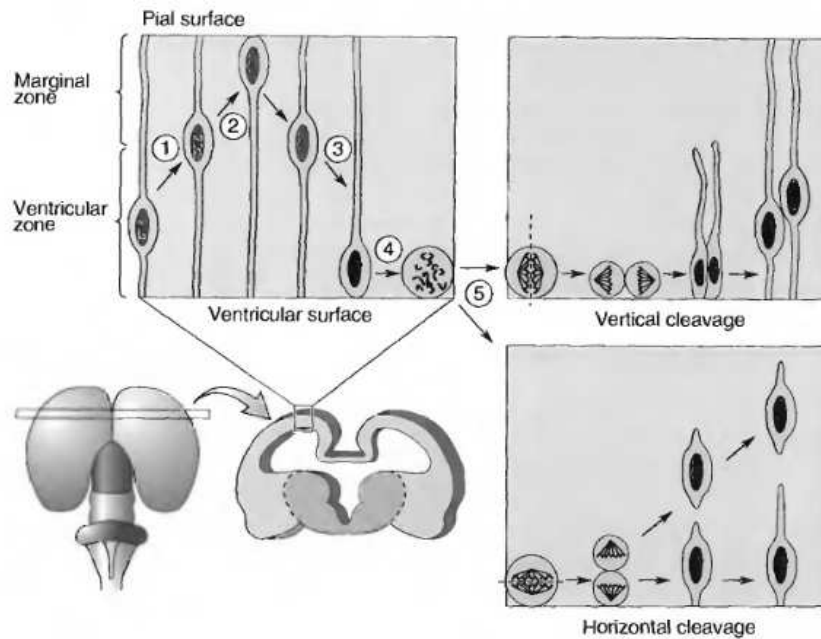 Pial surface
Marginal
zone
Ventricular
zone
1
2
3
4
5
Ventricular surface
Vertical cleavage
Horizontal cleavage